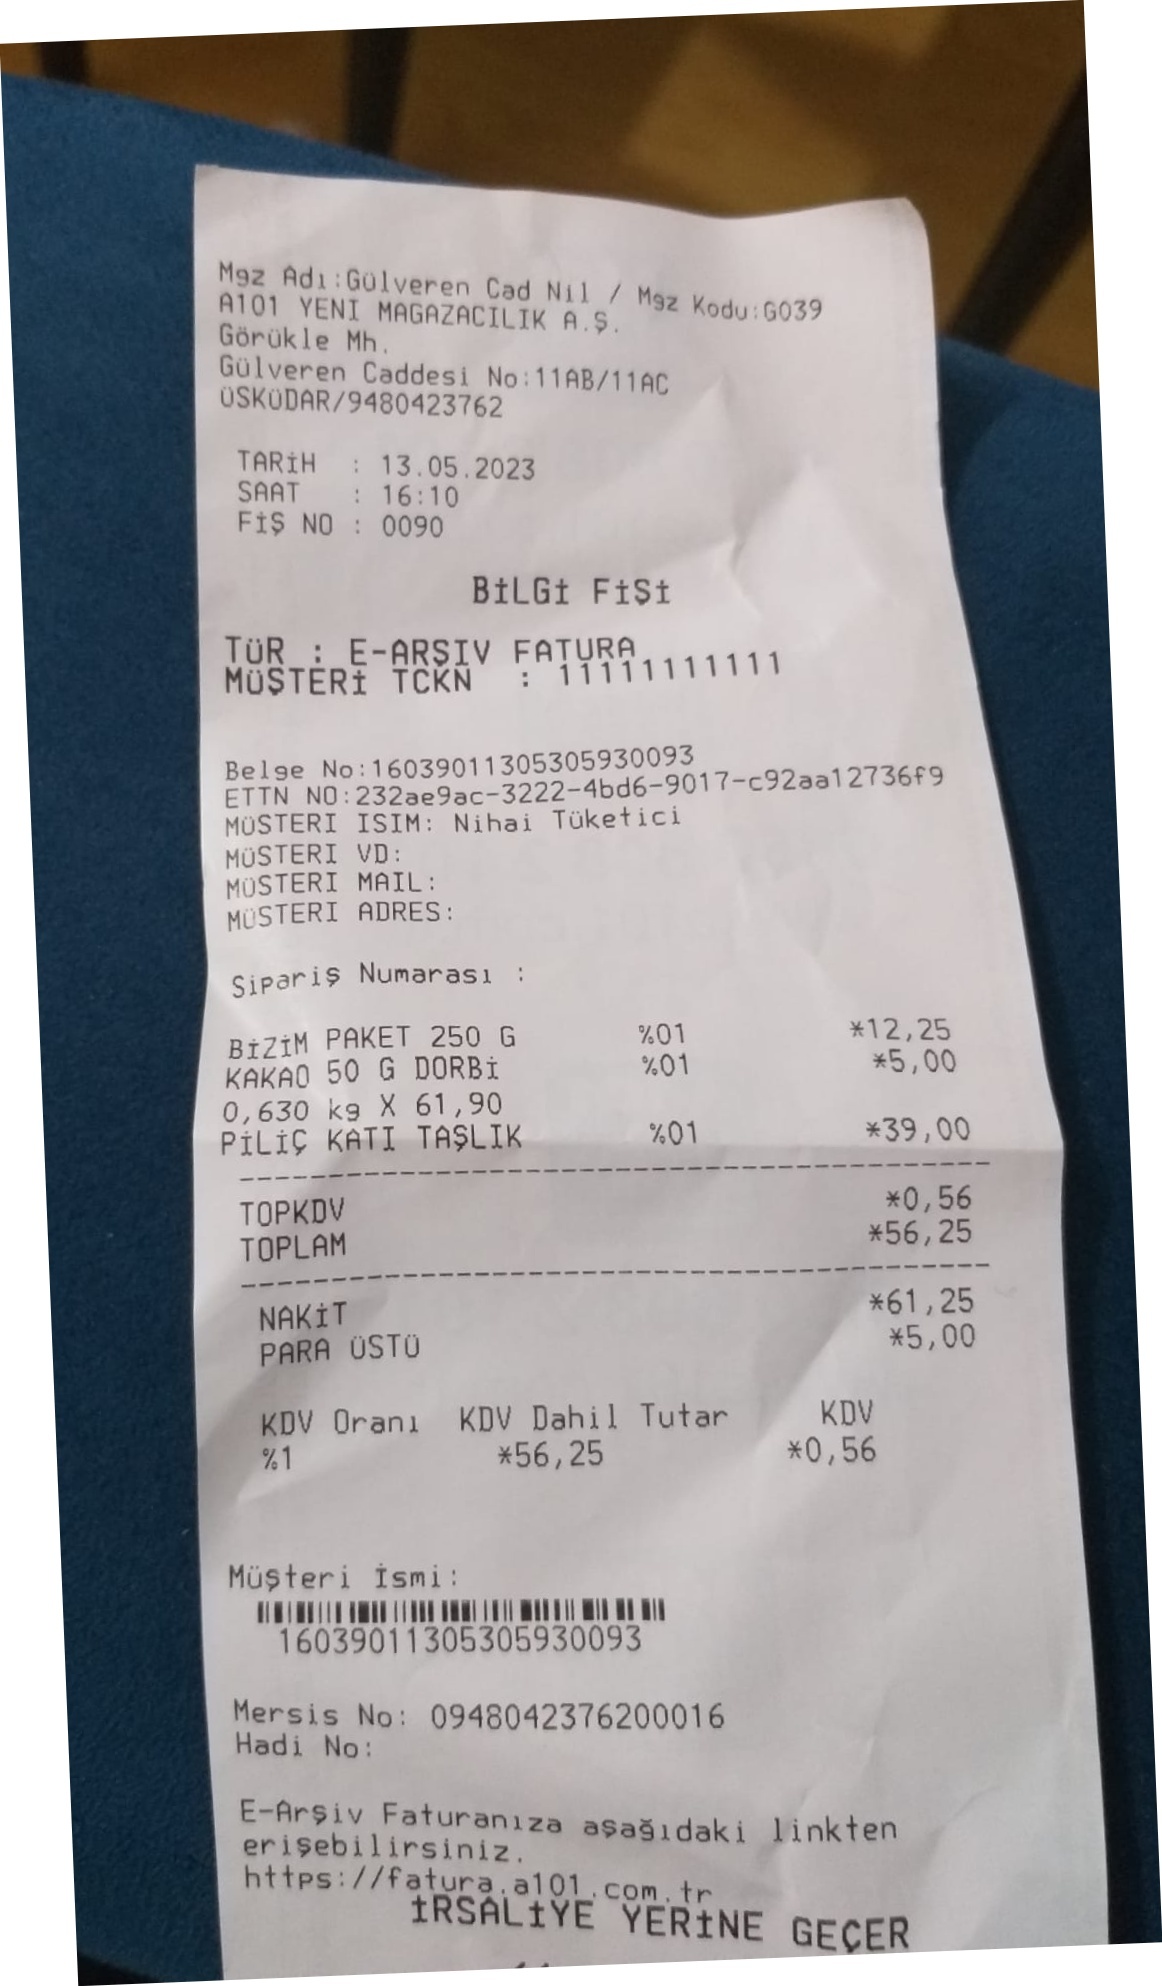 Mgz Adı:Gülveren Cad Nil / Mgz Kodu:G039
A101 YENI MAGAZACILIK A.Ş.
Görükle Mh.
Gülveren Caddesi No:11AB/11AC
ÜSKÜDAR/9480423762
TARİH : 13.05.2023
SAAT : 16:10
FİŞ NO : 0090
BİLGİ FİŞİ
TÜR : E-ARŞIV FATURA
MÜŞTERİ TCKN : 11111111111
Belge No:16039011305305930093
ETTN NO:232ae9ac-3222-4bd6-9017-c92aa12736f9
MÜSTERI ISIM: Nihai Tüketici
MÜSTERI VD:
MÜSTERI MAIL:
MÜSTERI ADRES:
Sipariş Numarası :
BİZİM PAKET 250 G %01 *12,25
KAKAO 50 G DORBİ %01 *5,00
0,630 kg X 61,90
PİLİÇ KATI TAŞLIK %01 *39,00
TOPKDV *0,56
TOPLAM *56,25
NAKİT *61,25
PARA ÜSTÜ *5,00
KDV Oranı KDV Dahil Tutar KDV
%1 *56,25 *0,56
Müşteri İsmi:
16039011305305930093
Mersis No: 0948042376200016
Hadi No:
E-Arşiv Faturanıza aşağıdaki linkten
erişebilirsiniz.
https://fatura.a101.com.tr
İRSALİYE YERİNE GEÇER